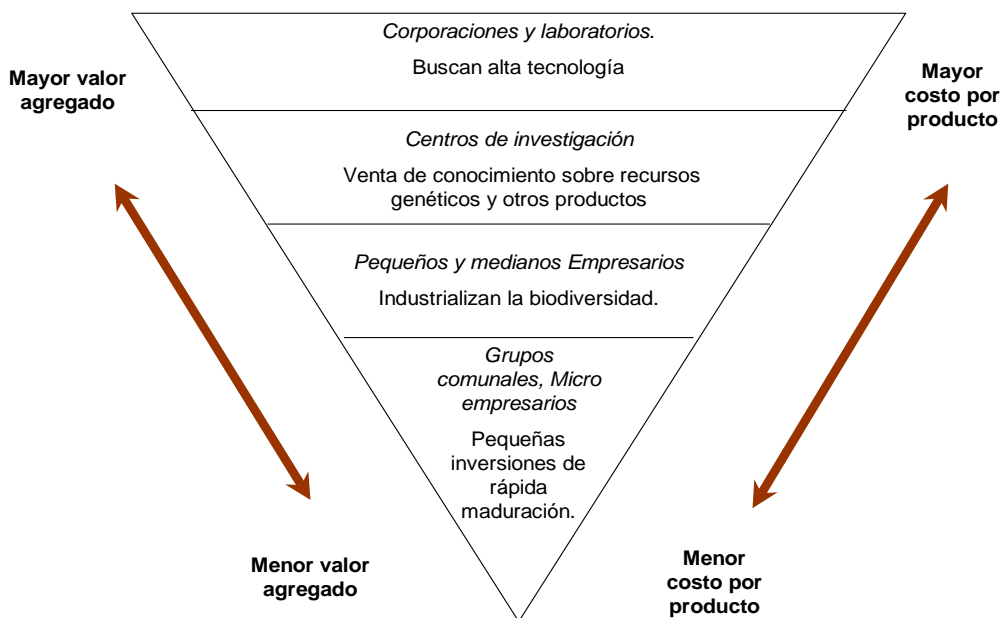 Corporaciones y laboratorios.
Buscan alta tecnología
Mayor valor
agregado
Mayor
costo por
producto
Centros de investigación
Venta de conocimiento sobre recursos
genéticos y otros productos
Pequeños y medianos Empresarios
Industrializan la biodiversidad.
Grupos
comunales, Micro
empresarios
Pequeñas
inversiones de
rápida
maduración.
Menor valor
agregado
Menor
costo por
producto